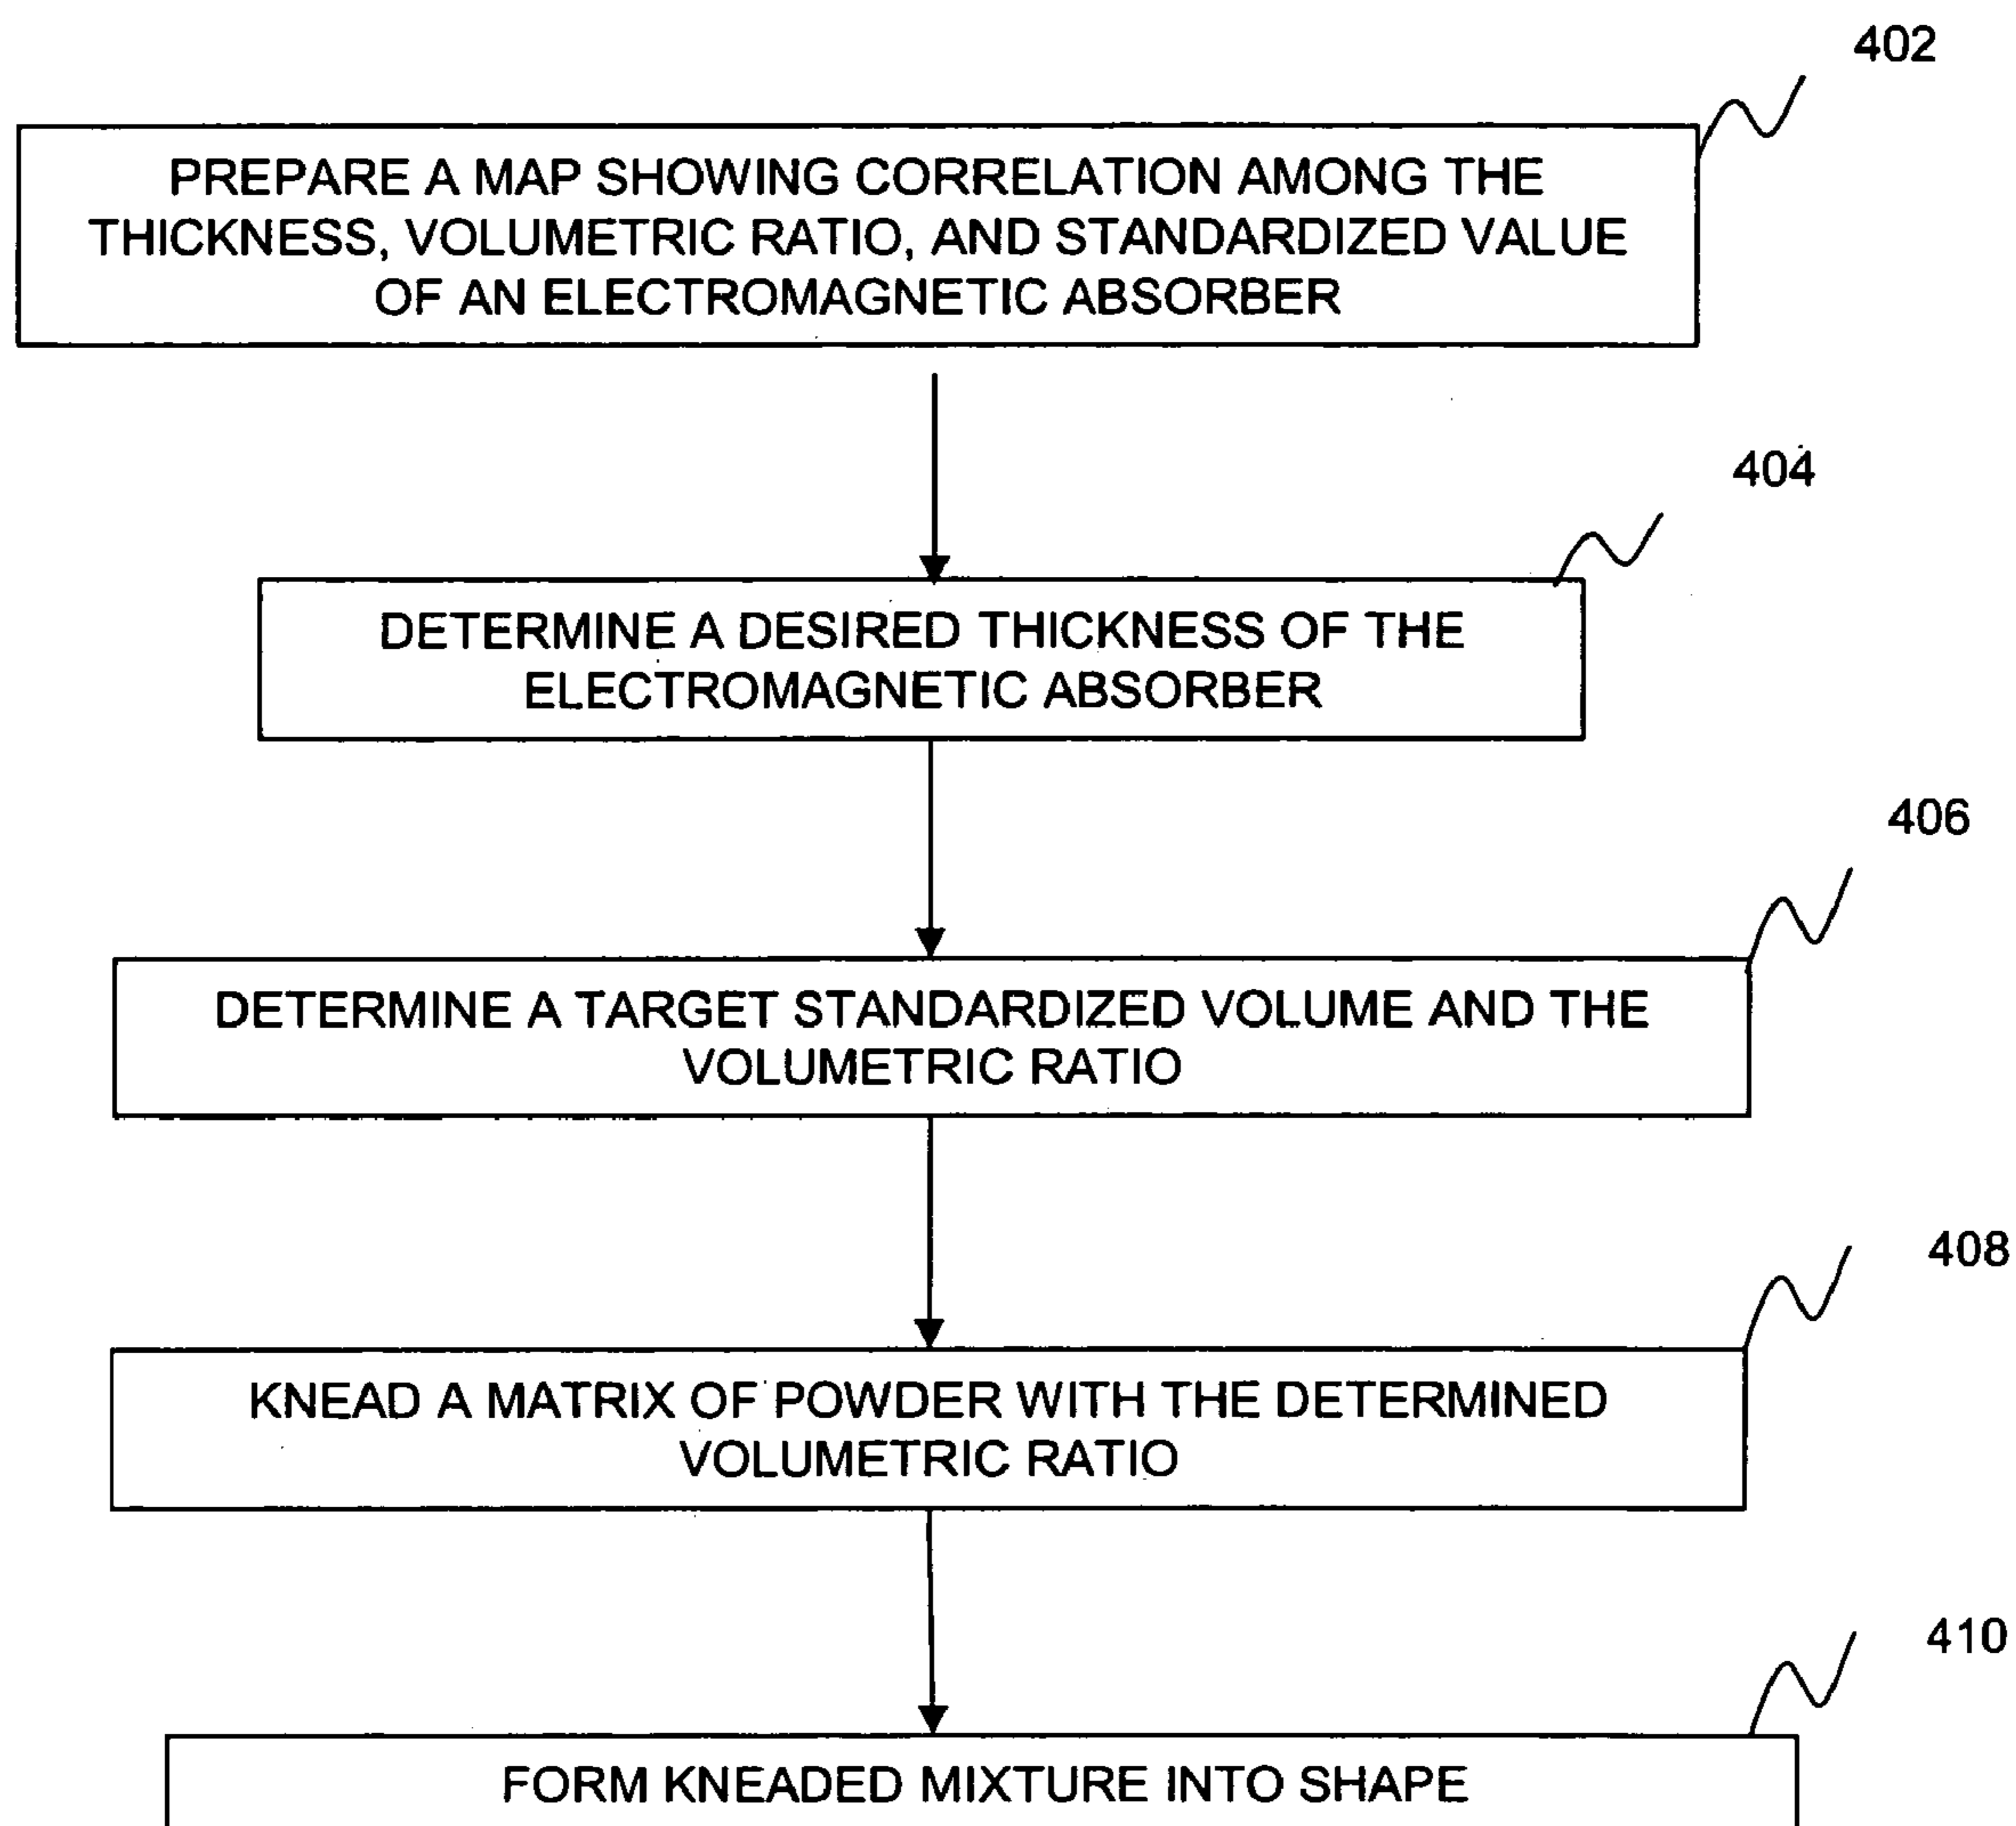 402
PREPARE A MAP SHOWING CORRELATION AMONG THE
THICKNESS, VOLUMETRIC RATIO, AND STANDARDIZED VALUE
OF AN ELECTROMAGNETIC ABSORBER
404
DETERMINE A DESIRED THICKNESS OF THE
ELECTROMAGNETIC ABSORBER
406
DETERMINE A TARGET STANDARDIZED VOLUME AND THE
VOLUMETRIC RATIO
408
KNEAD A MATRIX OF POWDER WITH THE DETERMINED
VOLUMETRIC RATIO
410
FORM KNEADED MIXTURE INTO SHAPE